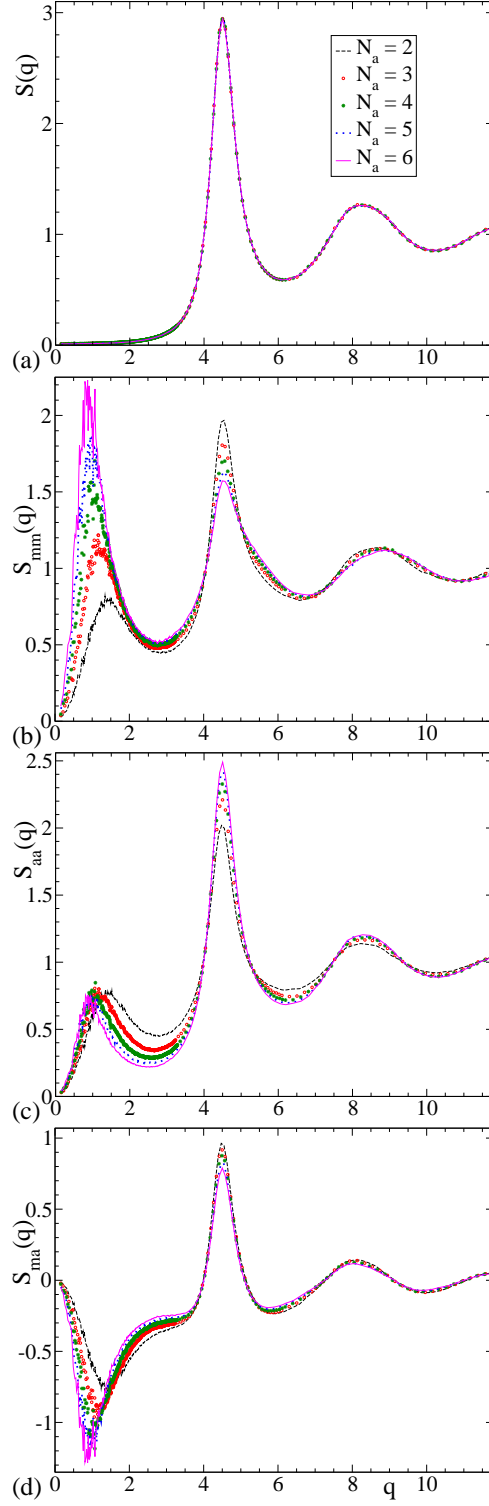 3
S(q)
2
1
0
N_a = 2
N_a = 3
N_a = 4
N_a = 5
N_a = 6
(a) 0 2 4 6 8 10
2
S_mm(q)
1.5
1
0.5
0
(b) 0 2 4 6 8 10
2.5
S_aa(q)
2
1.5
1
0.5
0
(c) 0 2 4 6 8 10
1
S_ma(q)
0.5
0
-0.5
-1
(d) 0 2 4 6 8 q 10